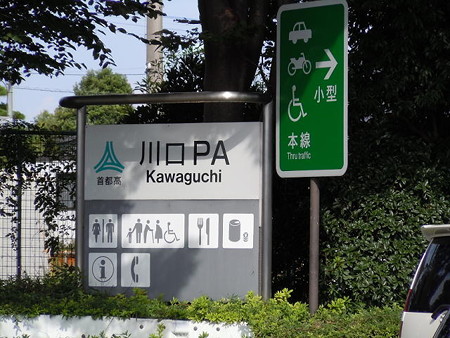 川口PA
Kawaguchi
首都高
小型
本線
Thru traffic